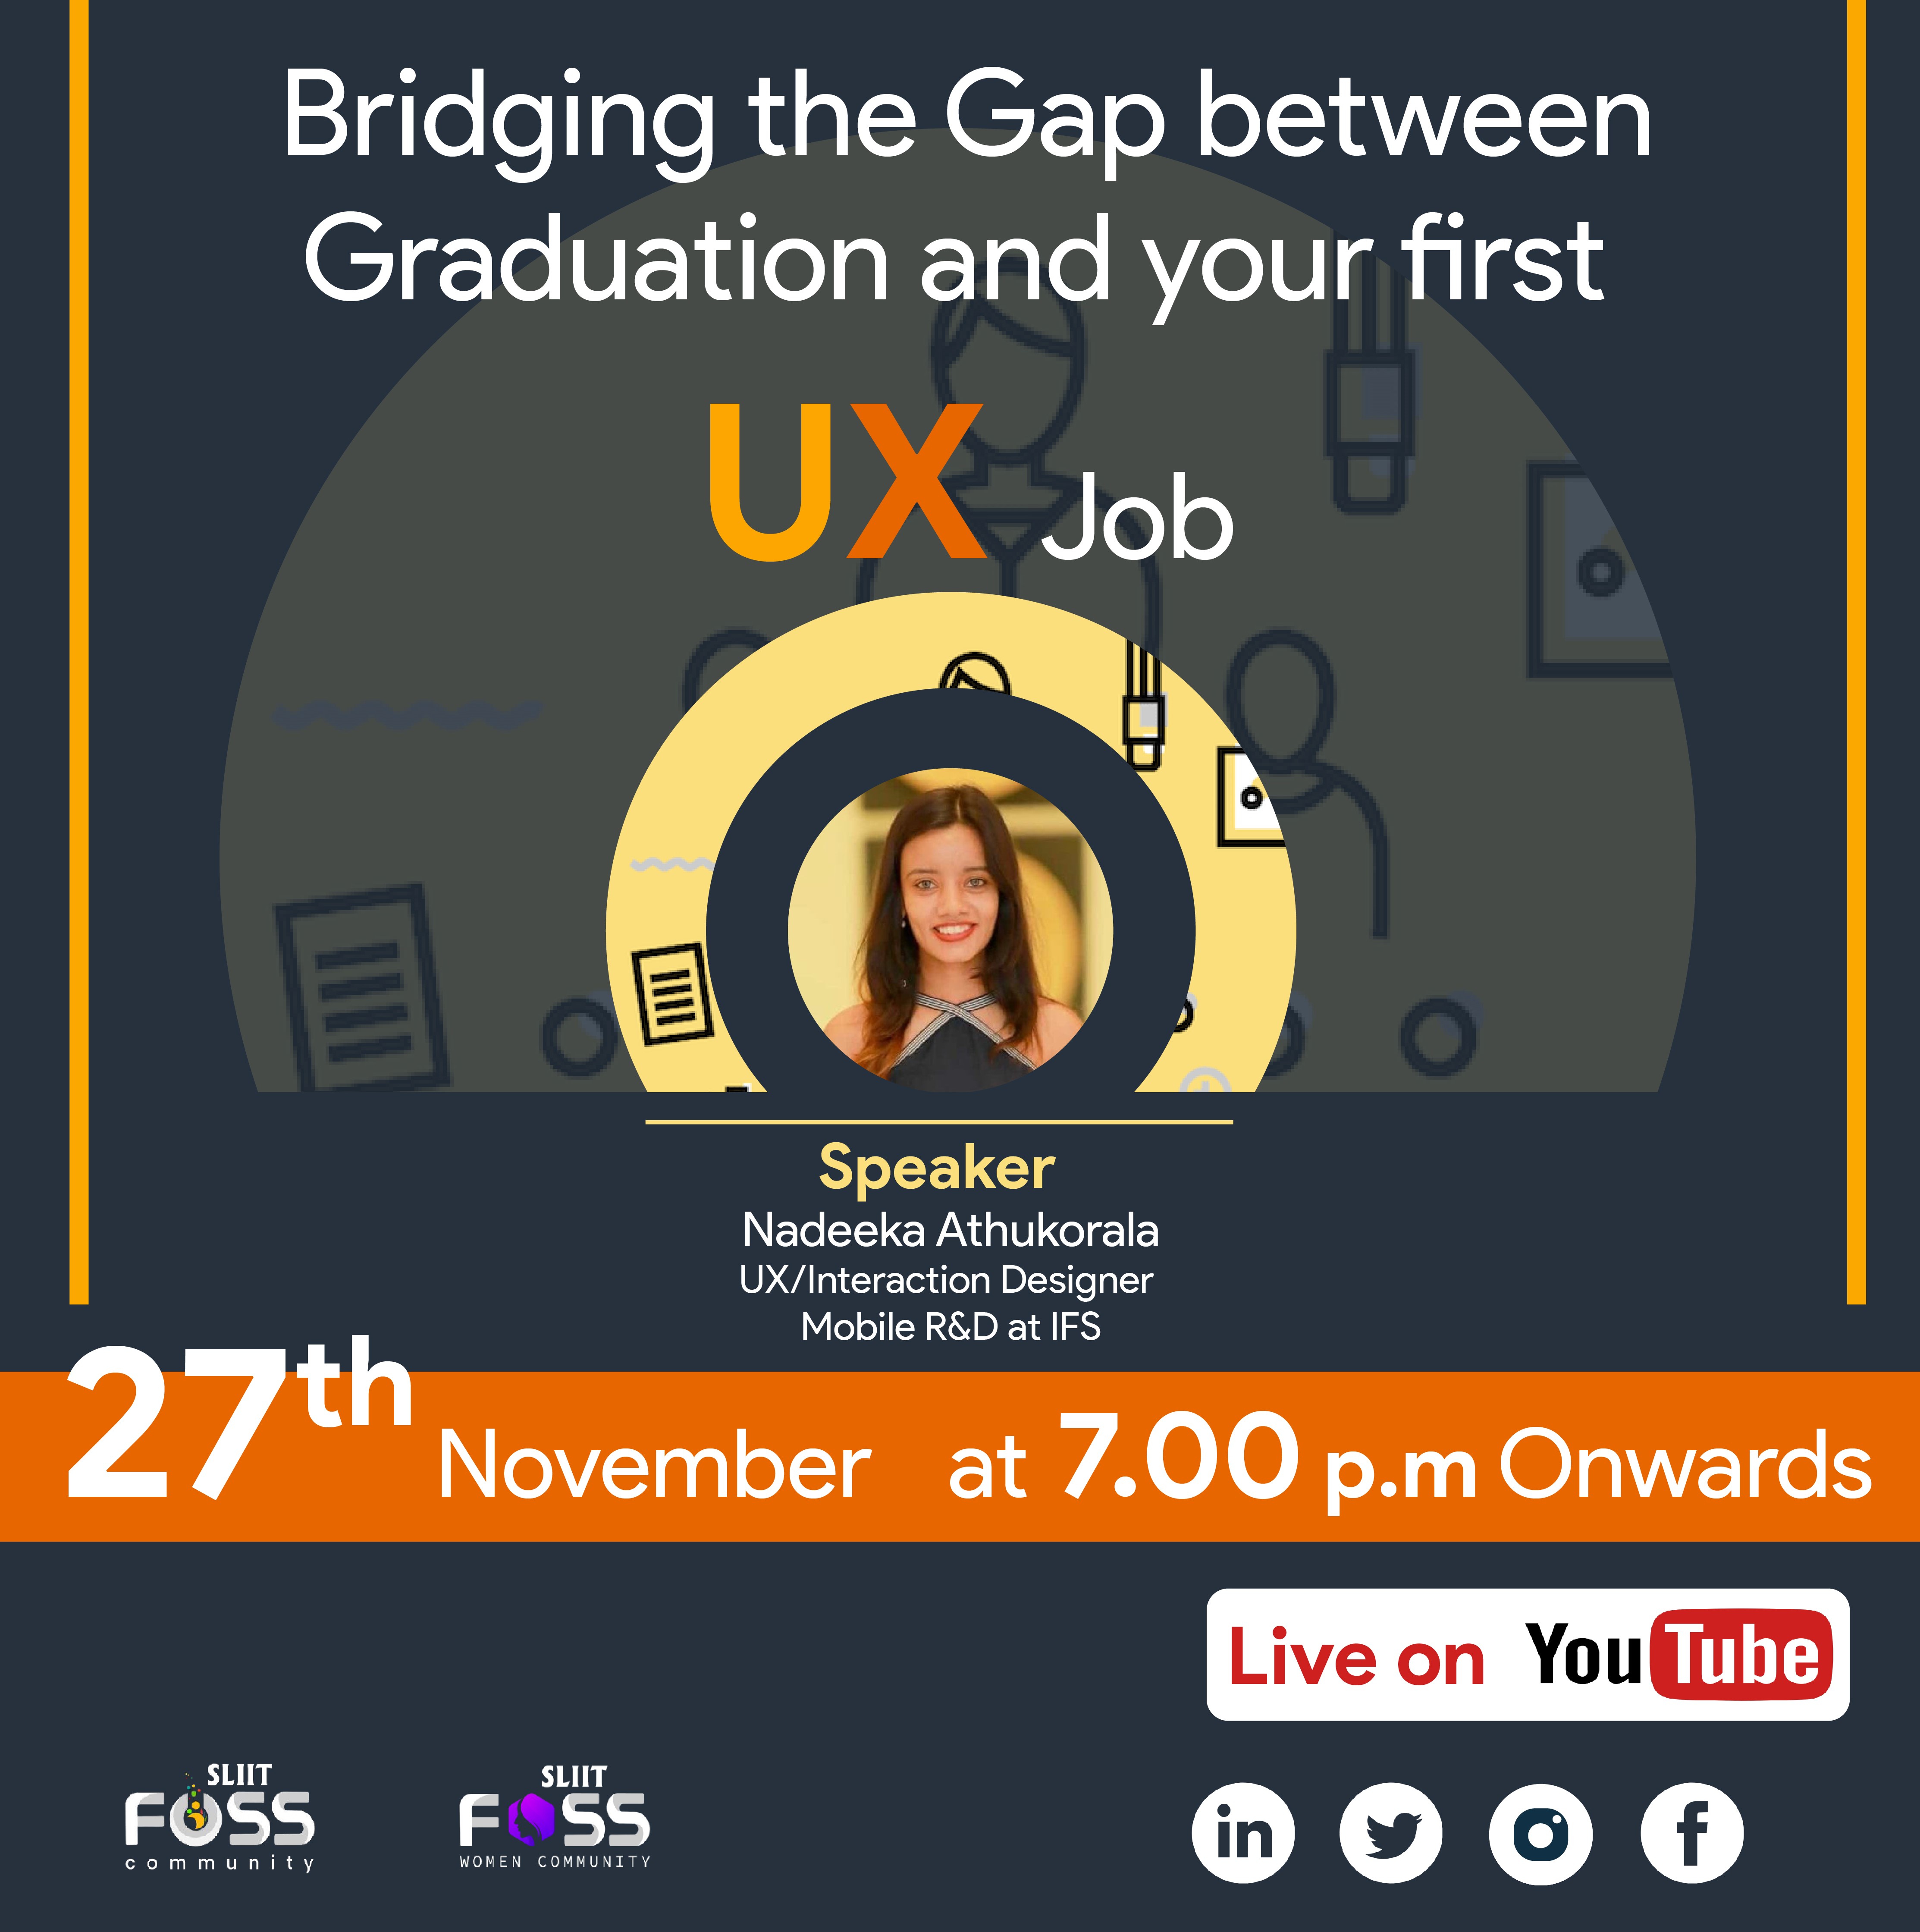 Bridging the Gap between
Graduation and your first
UX Job
Speaker
Nadeeka Athukorala
UX/Interaction Designer
Mobile R&D at IFS
27th November at 7.00 p.m Onwards
Live on YouTube
SLIIT
FOSS
community
SLIIT
FOSS
WOMEN COMMUNITY
in
f